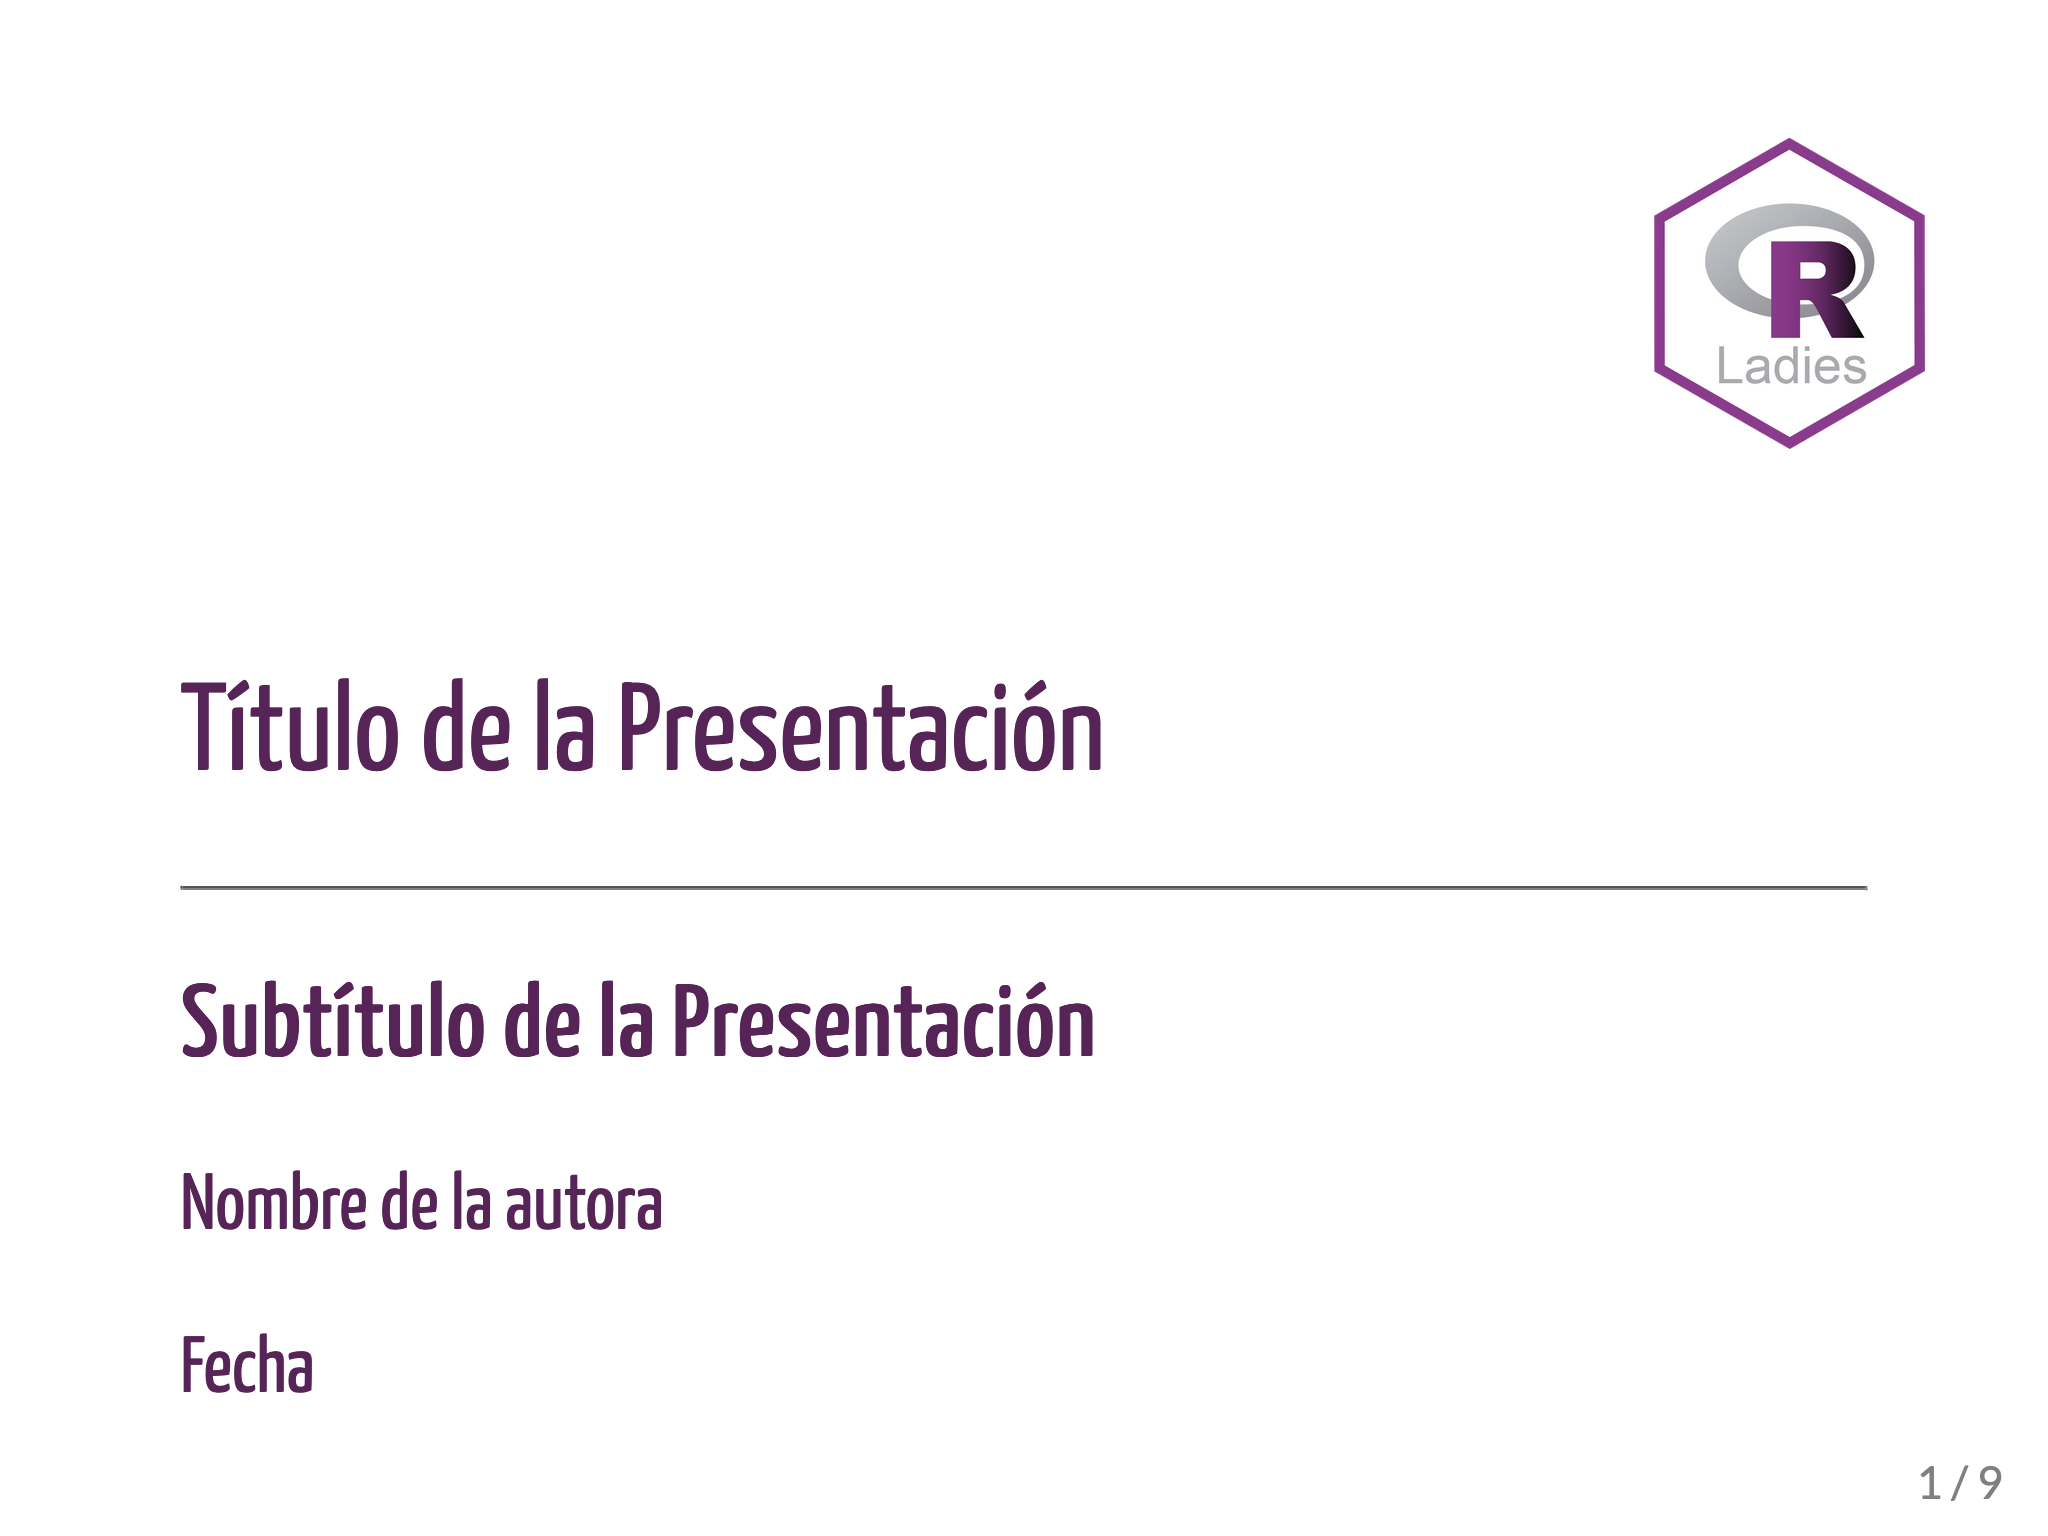 R
Ladies
Título de la Presentación
Subtítulo de la Presentación
Nombre de la autora
Fecha
1 / 9